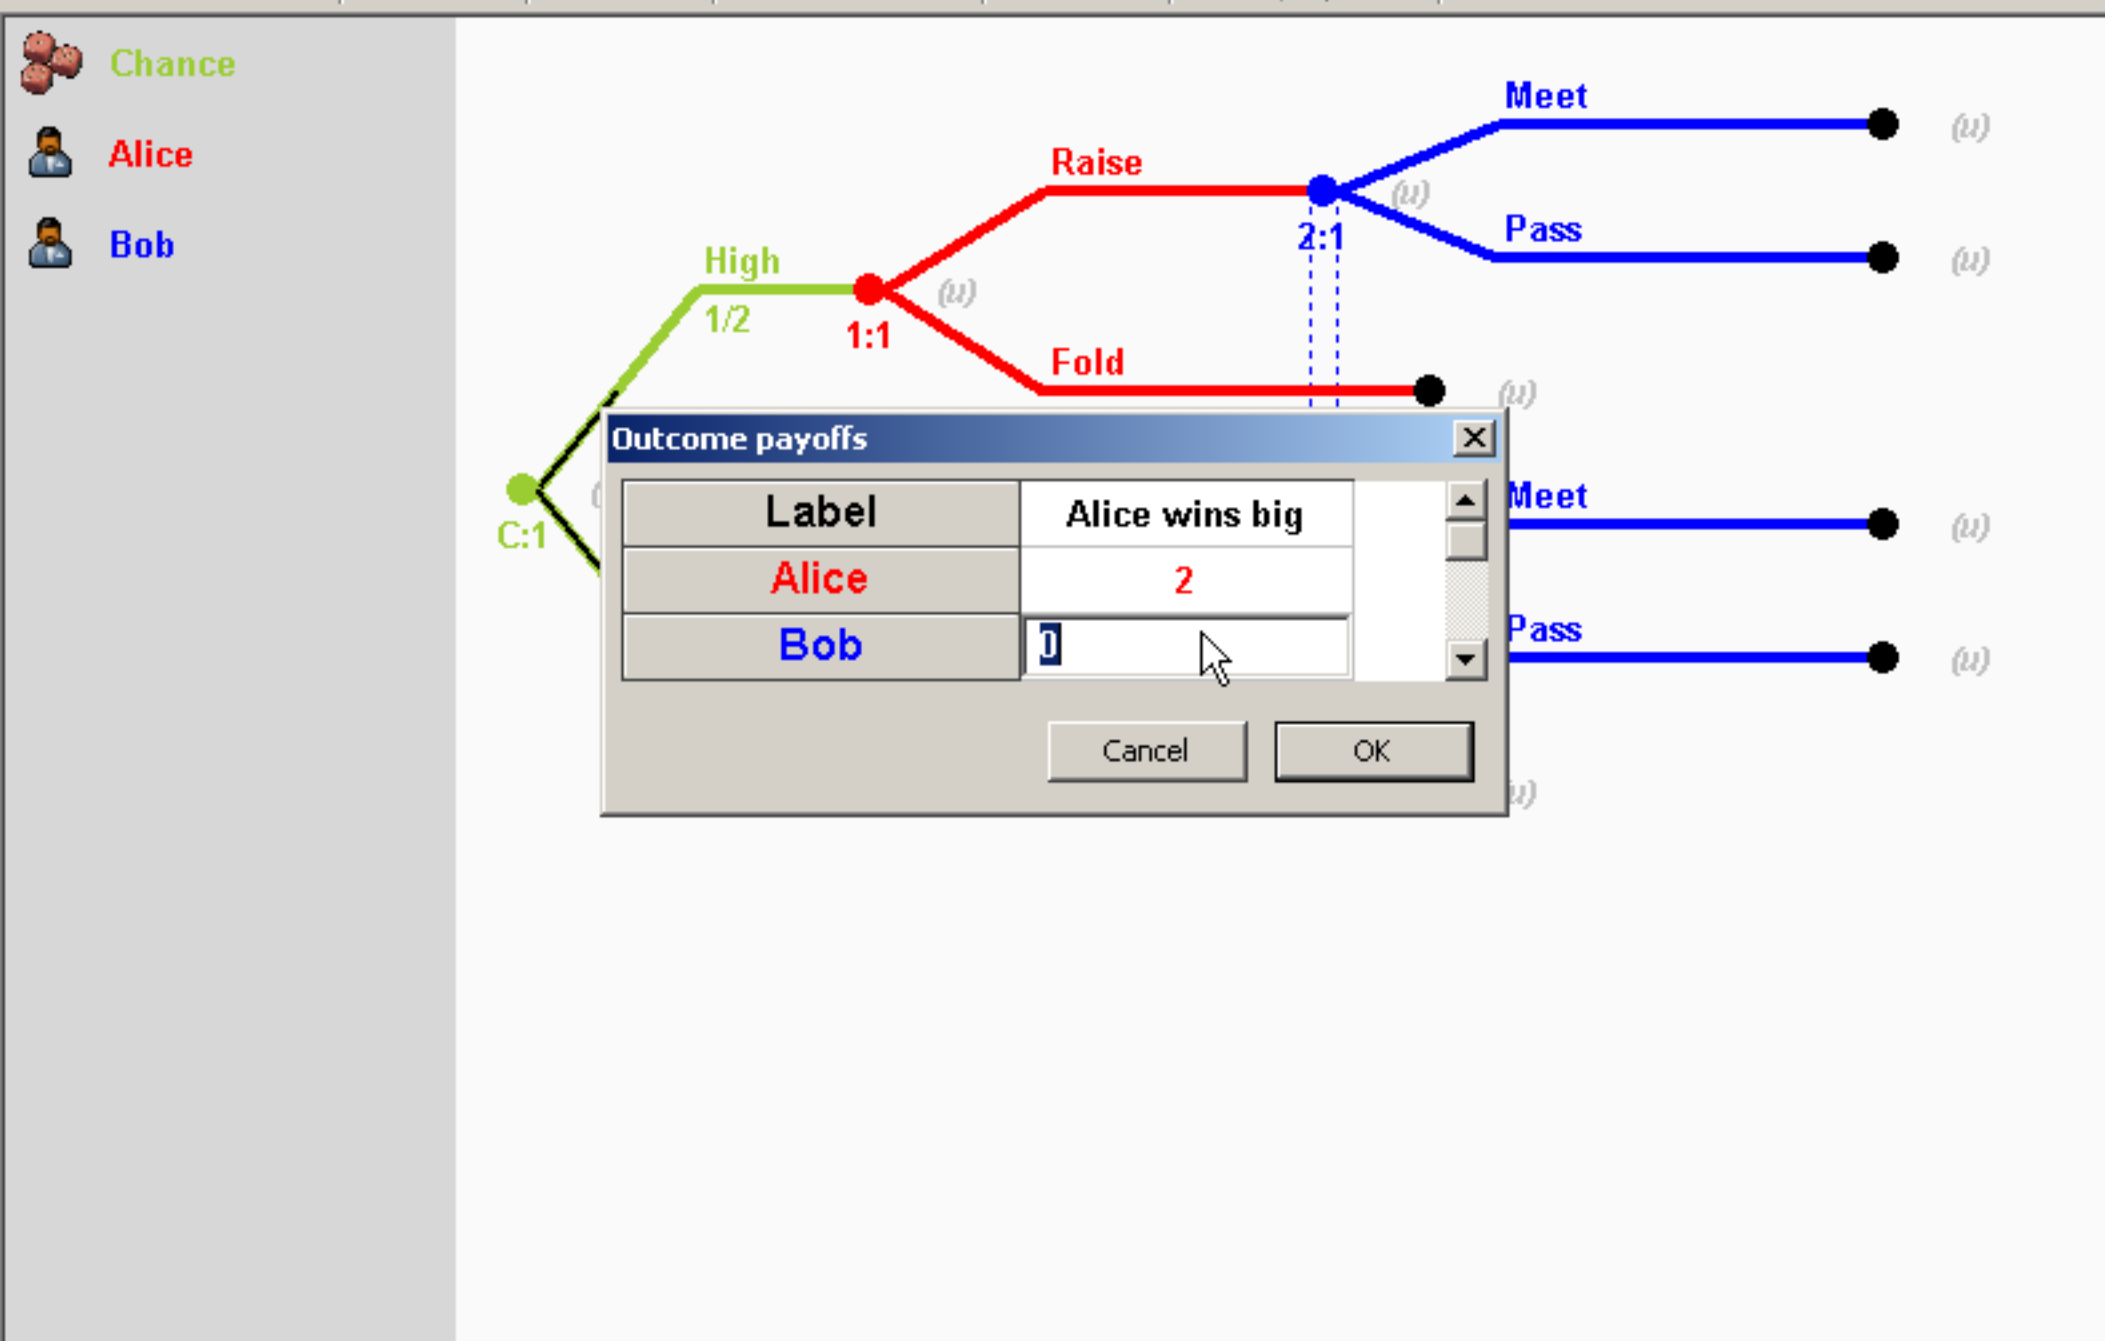 Chance
Alice
Bob
Meet
(u)
Raise
(u)
2:1
Pass
(u)
High
1/2
(u)
1:1
Fold
(u)
Outcome payoffs
C:1
Label
Alice wins big
Alice
2
Bob
0
Cancel
OK
Meet
(u)
Pass
(u)
u)